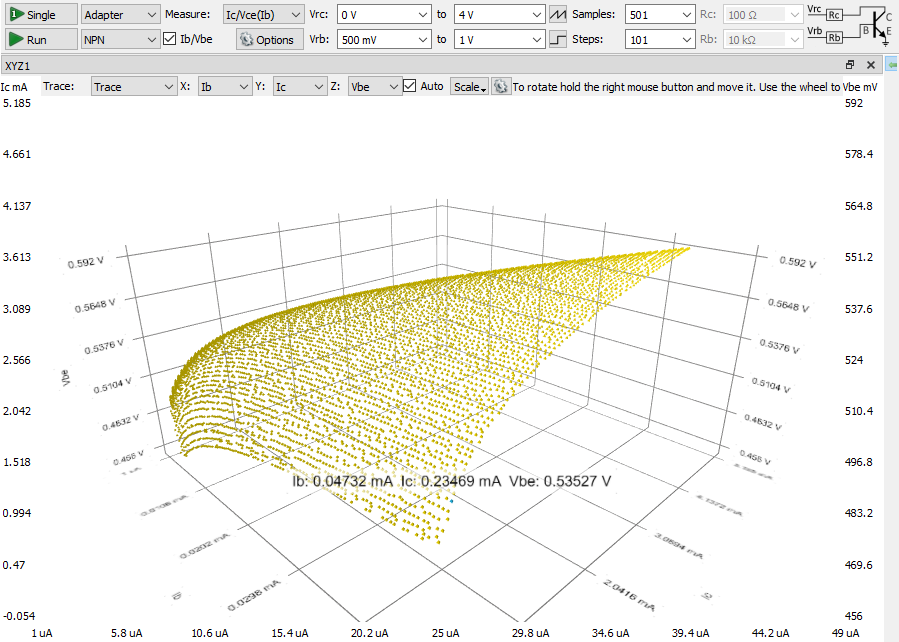 Single Adapter Measure: Ic/Vce(Ib) Vrc: 0 V to 4 V Samples: 501 Rc: 100 Ω Vrc Rc C
Run NPN Ib/Vbe Options Vrb: 500 mV to 1 V Steps: 101 Rb: 10 kΩ Vrb Rb B E
XYZ1
Ic mA Trace: Trace X: Ib Y: Ic Z: Vbe Auto Scale To rotate hold the right mouse button and move it. Use the wheel to Vbe mV
5.185 592
4.661 578.4
4.137 564.8
3.613 551.2
0.592 V 0.592 V
3.089 537.6
0.5648 V 0.5648 V
0.5376 V 0.5376 V
2.566 524
Vbe 0.5104 V 0.5104 V
2.042 510.4
0.4832 V 0.4832 V
0.456 V 0.456 V
1.518 496.8
Ib: 0.04732 mA Ic: 0.23469 mA Vbe: 0.53527 V
0.994 483.2
0.0202 mA 3.0894 mA
0.47 469.6
0.0298 mA 2.0416 mA
-0.054 456
1 uA 5.8 uA 10.6 uA 15.4 uA 20.2 uA 25 uA 29.8 uA 34.6 uA 39.4 uA 44.2 uA 49 uA